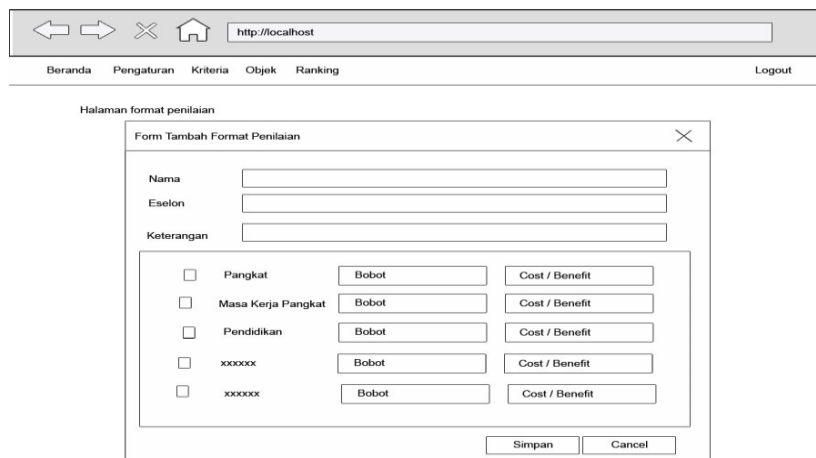 http://localhost
Beranda Pengaturan Kriteria Objek Ranking Logout
Halaman format penilaian
Form Tambah Format Penilaian
Nama
Eselon
Keterangan
Pangkat Bobot Cost / Benefit
Masa Kerja Pangkat Bobot Cost / Benefit
Pendidikan Bobot Cost / Benefit
xxxxxx Bobot Cost / Benefit
xxxxxx Bobot Cost / Benefit
Simpan Cancel